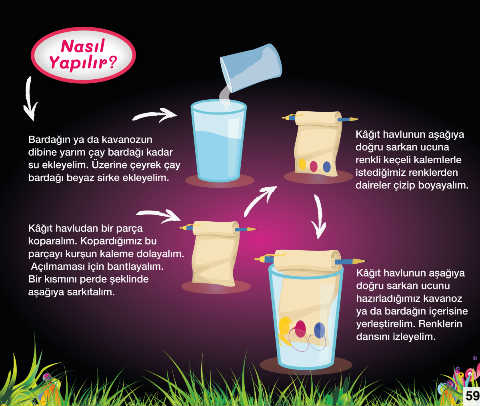 Nasıl
Yapılır?
Bardağın ya da kavanozun
dibine yarım çay bardağı kadar
su ekleyelim. Üzerine çeyrek çay
bardağı beyaz sirke ekleyelim.
Kâğıt havludan bir parça
koparalım. Kopardığımız bu
parçayı kurşun kaleme dolayalım.
Açılmaması için bantlayalım.
Bir kısmını perde şeklinde
aşağıya sarkıtalım.
Kâğıt havlunun aşağıya
doğru sarkan ucuna
renkli keçeli kalemlerle
istediğimiz renklerden
daireler çizip boyayalım.
Kâğıt havlunun aşağıya
doğru sarkan ucunu
hazırladığımız kavanoz
ya da bardağın içerisine
yerleştirelim. Renklerin
dansını izleyelim.
59